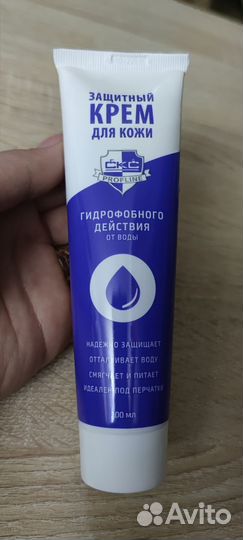 ЗАЩИТНЫЙ
КРЕМ
ДЛЯ КОЖИ
СКС
PROFLINE
ГИДРОФОБНОГО
ДЕЙСТВИЯ
ОТ ВОДЫ
НАДЕЖНО ЗАЩИЩАЕТ
ОТТАЛКИВАЕТ ВОДУ
СМЯГЧАЕТ И ПИТАЕТ
ИДЕАЛЕН ПОД ПЕРЧАТКИ
100 МЛ
Avito